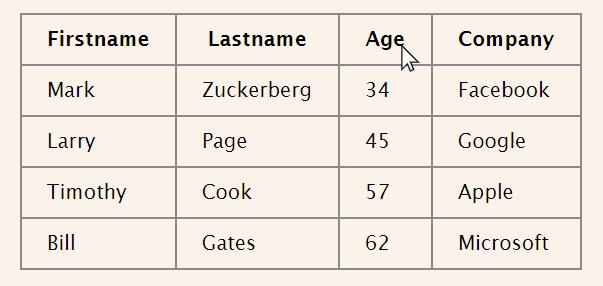 Firstname Lastname Age Company
Mark Zuckerberg 34 Facebook
Larry Page 45 Google
Timothy Cook 57 Apple
Bill Gates 62 Microsoft